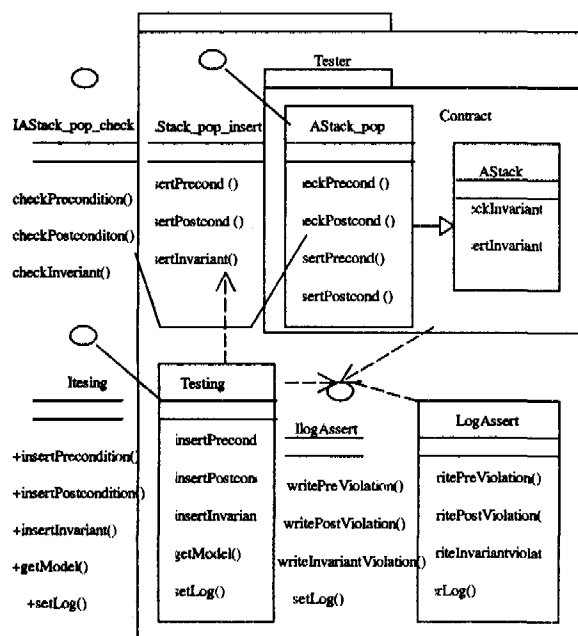 Tester
IAStack_pop_check
.Stack_pop_insert
AStack_pop
Contract
AStack
checkPrecondition()
checkPostconditon()
checkInveriant()
sertPrecond ()
sertPostcond ()
sertInvariant()
eckPrecond ()
eckPostcond ()
sertPrecond()
sertPostcond ()
ckInvariant
ertInvariant
Itesing
Testing
IlogAssert
LogAssert
+insertPrecondition()
+insertPostcondition()
+insertInvariant()
+getModel()
+setLog()
insertPrecond
insertPostcon
insertInvarian
getModel()
setLog()
writePreViolation()
writePostViolation()
writeInvariantViolation()
setLog()
ritePreViolation()
ritePostViolation(
riteInvariantviolat
rLog()